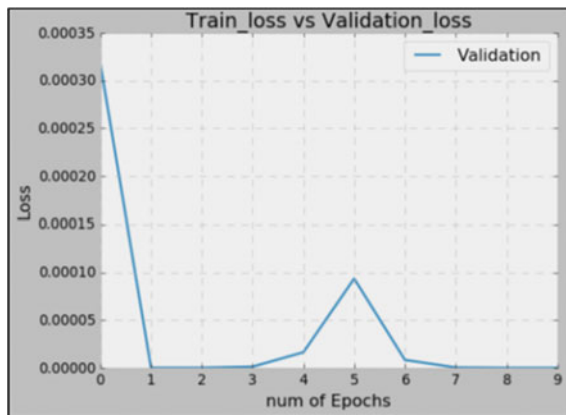 Train_loss vs Validation_loss
Validation
0.00035
0.00030
0.00025
0.00020
0.00015
0.00010
0.00005
0.00000
Loss
0 1 2 3 4 5 6 7 8 9
num of Epochs